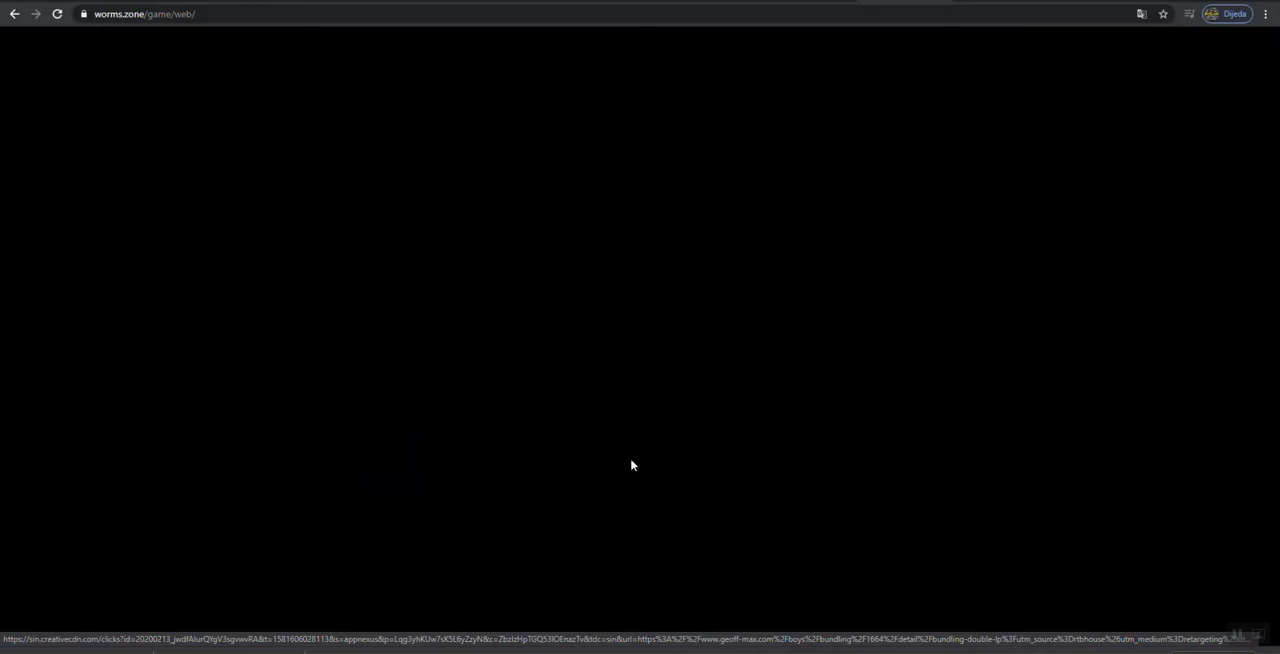 worms.zone/game/web/
Dijeda
https://sin.creativecdn.com/clicks?id=20200213_jwdfAIurQYgV3sgvwvRA&t=1581606028113&s=appnexus&p=Lqg3yhKUw7sK5L6yZzyN&c=ZbzIzHpTGQ53IOEnazTv&tdc=sin&url=https%3A%2F%2Fwww.geoff-max.com%2Fboys%2Fbundling%2F1664%2Fdetail%2Fbundling-double-lp%3Futm_source%3Drtbhouse%26utm_medium%3Dretargeting%